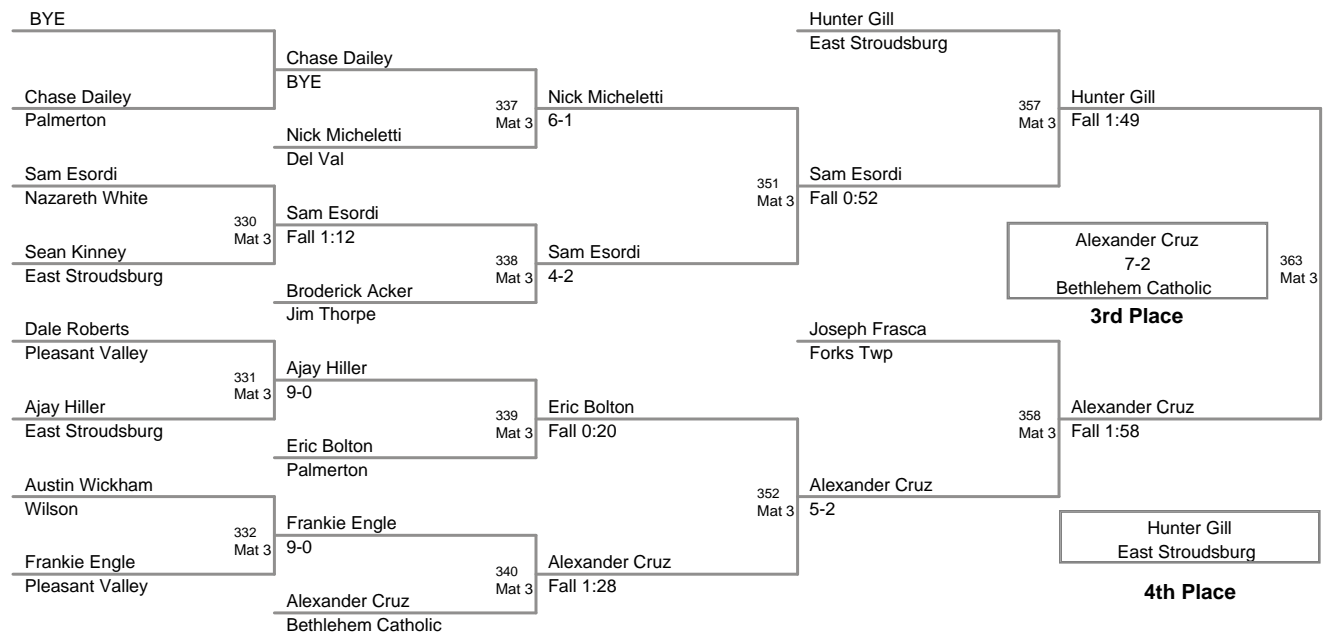 BYE
Chase Dailey
Palmerton
Sam Esordi
Nazareth White
330
Mat 3
Sean Kinney
East Stroudsburg
Dale Roberts
Pleasant Valley
331
Mat 3
Ajay Hiller
East Stroudsburg
Austin Wickham
Wilson
332
Mat 3
Frankie Engle
Pleasant Valley
Chase Dailey
BYE
337
Mat 3
Nick Micheletti
Del Val
Sam Esordi
Fall 1:12
338
Mat 3
Broderick Acker
Jim Thorpe
Ajay Hiller
9-0
339
Mat 3
Eric Bolton
Palmerton
Frankie Engle
9-0
340
Mat 3
Alexander Cruz
Bethlehem Catholic
Nick Micheletti
6-1
351
Mat 3
Sam Esordi
4-2
Eric Bolton
Fall 0:20
352
Mat 3
Alexander Cruz
Fall 1:28
Hunter Gill
East Stroudsburg
357
Mat 3
Sam Esordi
Fall 0:52
Joseph Frasca
Forks Twp
358
Mat 3
Alexander Cruz
5-2
Hunter Gill
Fall 1:49
Alexander Cruz
7-2
Bethlehem Catholic
3rd Place
363
Mat 3
Alexander Cruz
Fall 1:58
Hunter Gill
East Stroudsburg
4th Place